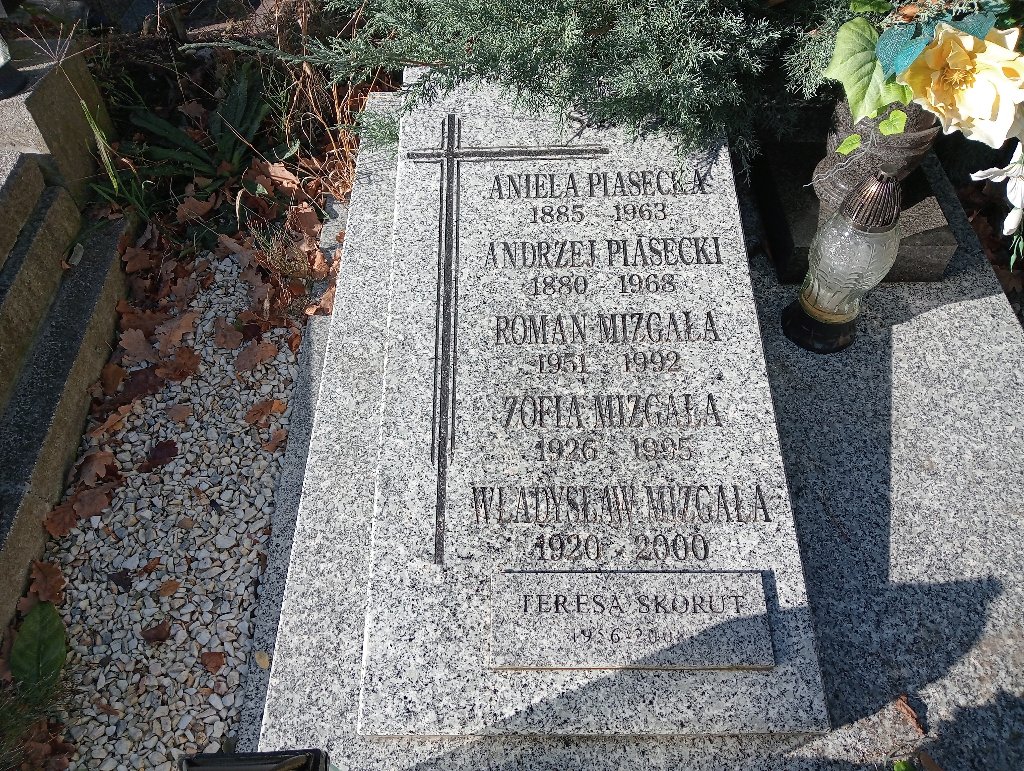 ANIELA PIASECKA
1885 - 1963
ANDRZEJ PIASECKI
1880 - 1968
ROMAN MIZGAŁA
1951 - 1992
ZOFIA MIZGAŁA
1926 - 1995
WŁADYSŁAW MIZGAŁA
1920 - 2000
TERESA SKORUT